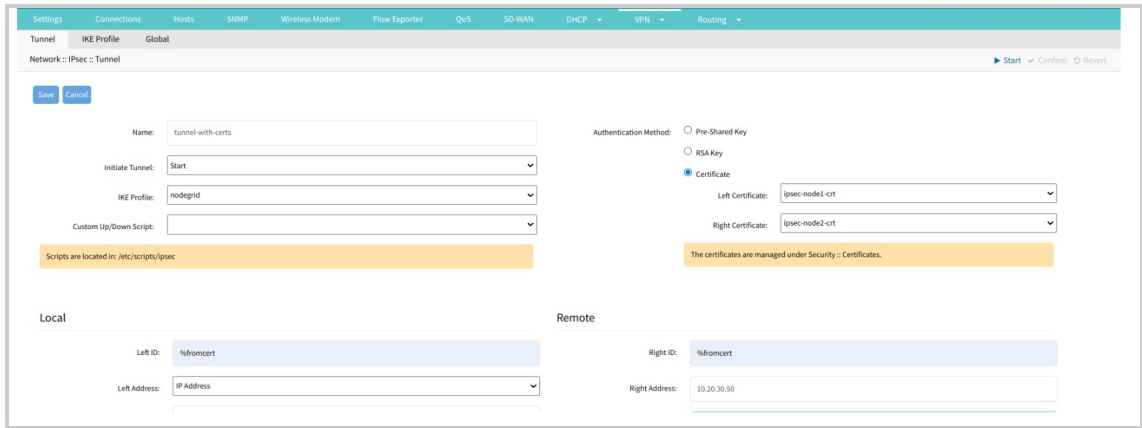 Settings Connections Hosts SNMP Wireless Modem Flow Exporter QoS SD-WAN DHCP VPN Routing
Tunnel IKE Profile Global
Network :: IPsec :: Tunnel Start Confirm Revert
Save Cancel
Name: tunnel-with-certs
Initiate Tunnel: Start
IKE Profile: nodegrid
Custom Up/Down Script:
Scripts are located in: /etc/scripts/ipsec
Authentication Method: Pre-Shared Key
RSA Key
Certificate
Left Certificate: ipsec-node1-crt
Right Certificate: ipsec-node2-crt
The certificates are managed under Security :: Certificates.
Local
Left ID: %fromcert
Left Address: IP Address
Remote
Right ID: %fromcert
Right Address: 10.20.30.50